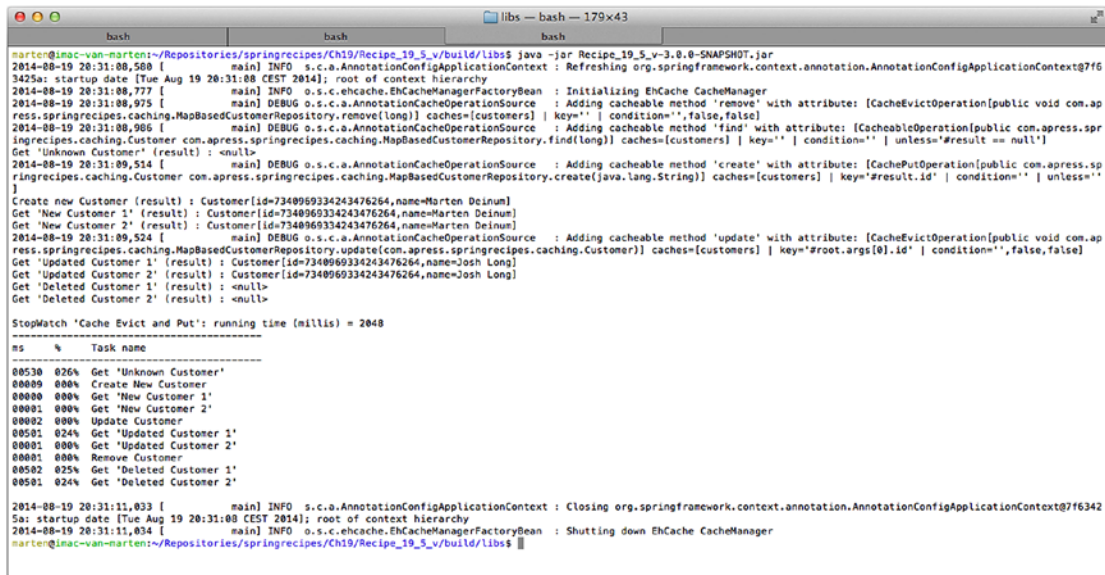 libs — bash — 179×43
bash bash bash
marten@imac-van-marten:~/Repositories/springrecipes/Ch19/Recipe_19_5_v/build/libs$ java -jar Recipe_19_5_v-3.0.0-SNAPSHOT.jar
2014-08-19 20:31:08,580 [ main] INFO s.c.a.AnnotationConfigApplicationContext : Refreshing org.springframework.context.annotation.AnnotationConfigApplicationContext@7f6
3425a: startup date [Tue Aug 19 20:31:08 CEST 2014]; root of context hierarchy
2014-08-19 20:31:08,777 [ main] INFO o.s.c.ehcache.EhCacheManagerFactoryBean : Initializing EhCache CacheManager
2014-08-19 20:31:08,975 [ main] DEBUG o.s.c.a.AnnotationCacheOperationSource : Adding cacheable method 'remove' with attribute: [CacheEvictOperation[public void com.ap
ress.springrecipes.caching.MapBasedCustomerRepository.remove(long)] caches=[customers] | key='' | condition='',false,false]
2014-08-19 20:31:08,986 [ main] DEBUG o.s.c.a.AnnotationCacheOperationSource : Adding cacheable method 'find' with attribute: [CacheableOperation[public com.apress.spr
ingrecipes.caching.Customer com.apress.springrecipes.caching.MapBasedCustomerRepository.find(long)] caches=[customers] | key='' | condition='' | unless='#result == null']
Get 'Unknown Customer' (result) : <null>
2014-08-19 20:31:09,514 [ main] DEBUG o.s.c.a.AnnotationCacheOperationSource : Adding cacheable method 'create' with attribute: [CachePutOperation[public com.apress.sp
ringrecipes.caching.Customer com.apress.springrecipes.caching.MapBasedCustomerRepository.create(java.lang.String)] caches=[customers] | key='#result.id' | condition='' | unless=''
]
Create new Customer (result) : Customer[id=7340969334243476264,name=Marten Deinum]
Get 'New Customer 1' (result) : Customer[id=7340969334243476264,name=Marten Deinum]
Get 'New Customer 2' (result) : Customer[id=7340969334243476264,name=Marten Deinum]
2014-08-19 20:31:09,524 [ main] DEBUG o.s.c.a.AnnotationCacheOperationSource : Adding cacheable method 'update' with attribute: [CacheEvictOperation[public void com.ap
ress.springrecipes.caching.MapBasedCustomerRepository.update(com.apress.springrecipes.caching.Customer)] caches=[customers] | key='#root.args[0].id' | condition='',false,false]
Get 'Updated Customer 1' (result) : Customer[id=7340969334243476264,name=Josh Long]
Get 'Updated Customer 2' (result) : Customer[id=7340969334243476264,name=Josh Long]
Get 'Deleted Customer 1' (result) : <null>
Get 'Deleted Customer 2' (result) : <null>
StopWatch 'Cache Evict and Put': running time (millis) = 2048
-----------------------------------------
ms % Task name
-----------------------------------------
00530 026% Get 'Unknown Customer'
00009 000% Create New Customer
00000 000% Get 'New Customer 1'
00001 000% Get 'New Customer 2'
00002 000% Update Customer
00501 024% Get 'Updated Customer 1'
00001 000% Get 'Updated Customer 2'
00001 000% Remove Customer
00502 025% Get 'Deleted Customer 1'
00501 024% Get 'Deleted Customer 2'
2014-08-19 20:31:11,033 [ main] INFO s.c.a.AnnotationConfigApplicationContext : Closing org.springframework.context.annotation.AnnotationConfigApplicationContext@7f6342
5a: startup date [Tue Aug 19 20:31:08 CEST 2014]; root of context hierarchy
2014-08-19 20:31:11,034 [ main] INFO o.s.c.ehcache.EhCacheManagerFactoryBean : Shutting down EhCache CacheManager
marten@imac-van-marten:~/Repositories/springrecipes/Ch19/Recipe_19_5_v/build/libs$